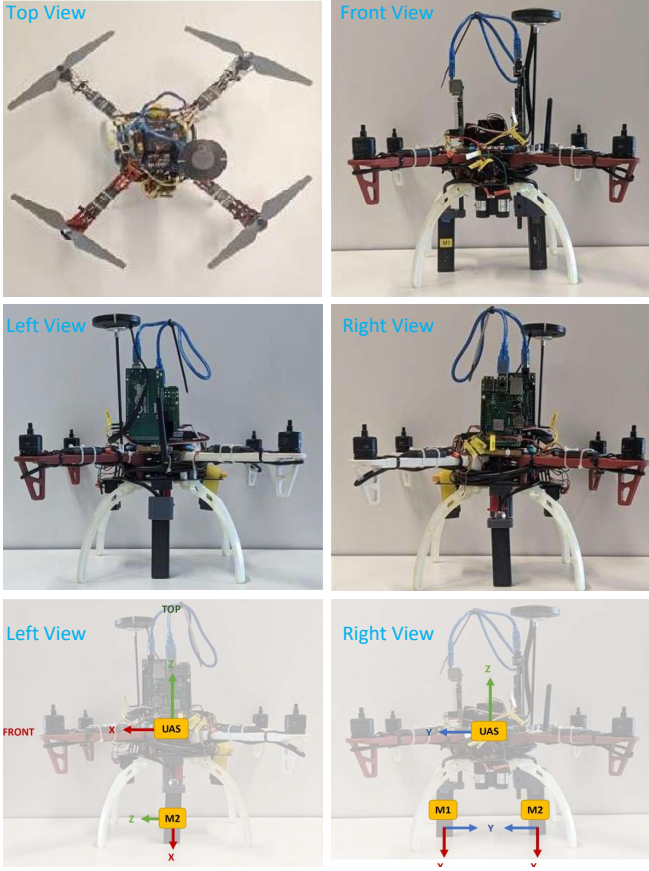 Top View
Front View
M1
Left View
Right View
Left View
TOP
Z
FRONT
X
UAS
Z
M2
X
Right View
Z
Y
UAS
M1
M2
Y
X
X